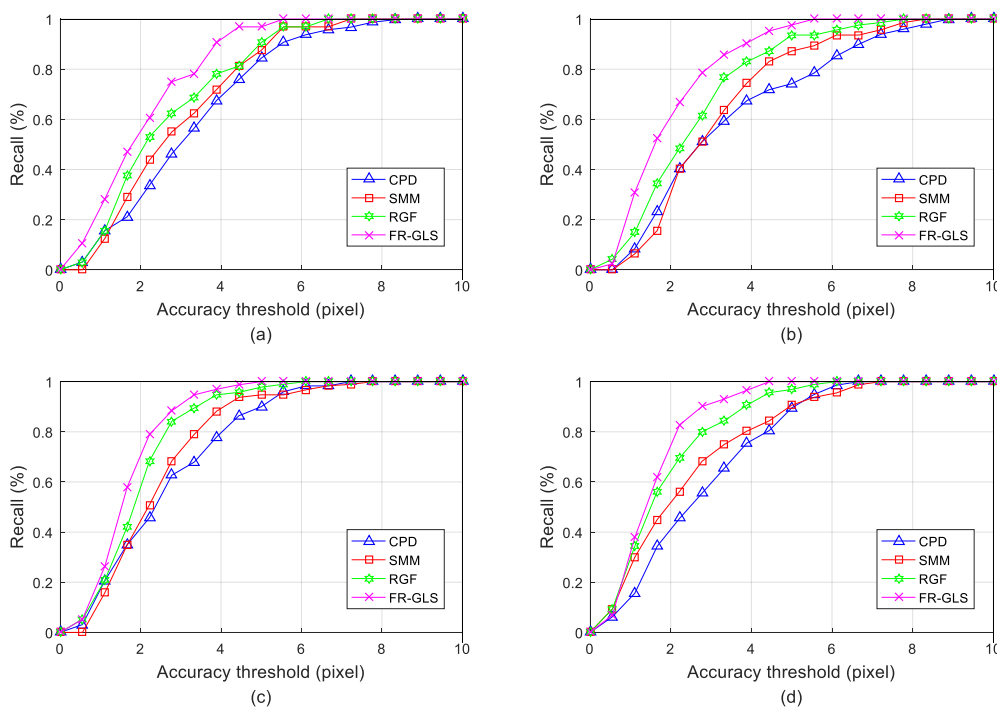 1
0.8
0.6
0.4
0.2
0
Recall (%)
CPD
SMM
RGF
FR-GLS
0 2 4 6 8 10
Accuracy threshold (pixel)
(a)
1
0.8
0.6
0.4
0.2
0
Recall (%)
CPD
SMM
RGF
FR-GLS
0 2 4 6 8 10
Accuracy threshold (pixel)
(b)
1
0.8
0.6
0.4
0.2
0
Recall (%)
CPD
SMM
RGF
FR-GLS
0 2 4 6 8 10
Accuracy threshold (pixel)
(c)
1
0.8
0.6
0.4
0.2
0
Recall (%)
CPD
SMM
RGF
FR-GLS
0 2 4 6 8 10
Accuracy threshold (pixel)
(d)